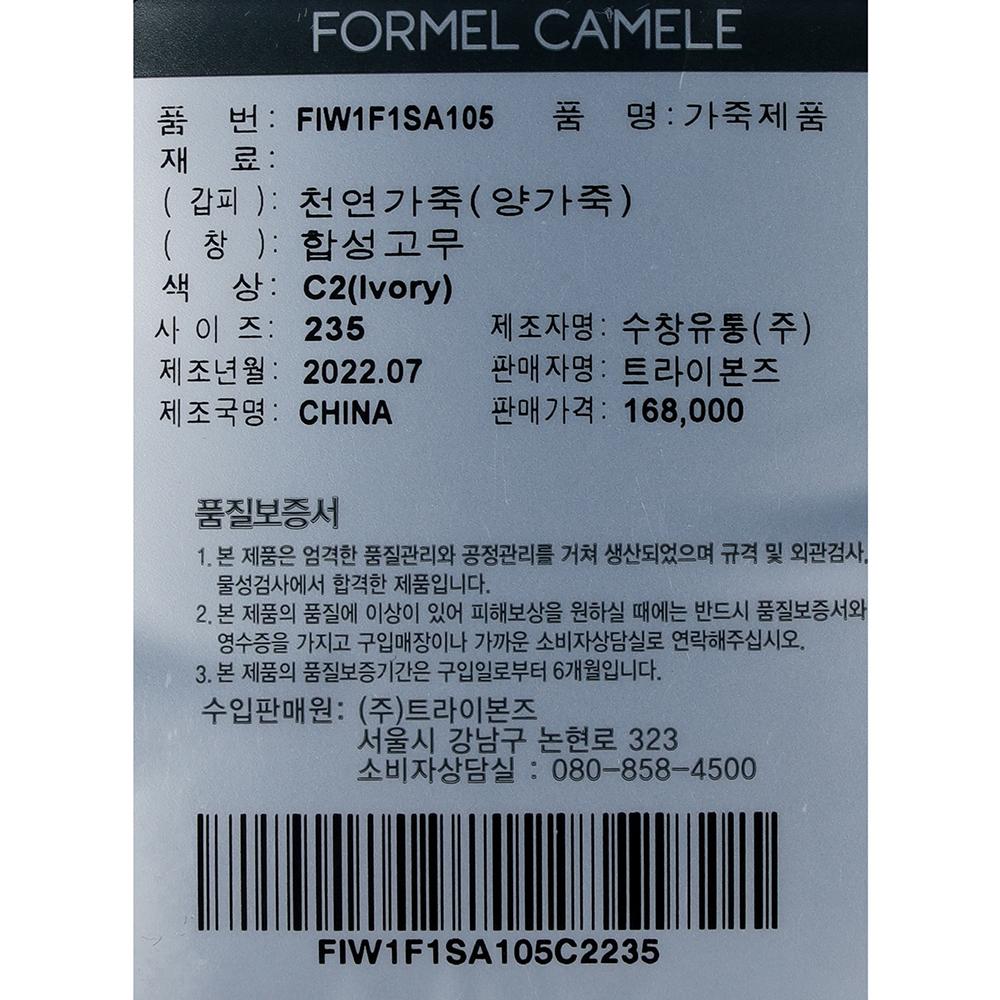 FORMEL CAMELE
품 번: FIW1F1SA105 품 명: 가죽제품
재 료:
( 갑피 ): 천연가죽(양가죽)
( 창 ): 합성고무
색 상: C2(Ivory)
사 이 즈: 235 제조자명: 수창유통(주)
제조년월: 2022.07 판매자명: 트라이본즈
제조국명: CHINA 판매가격: 168,000
품질보증서
1. 본 제품은 엄격한 품질관리와 공정관리를 거쳐 생산되었으며 규격 및 외관검사,
물성검사에서 합격한 제품입니다.
2. 본 제품의 품질에 이상이 있어 피해보상을 원하실 때에는 반드시 품질보증서와
영수증을 가지고 구입매장이나 가까운 소비자상담실로 연락해주십시오.
3. 본 제품의 품질보증기간은 구입일로부터 6개월입니다.
수입판매원: (주)트라이본즈
서울시 강남구 논현로 323
소비자상담실 : 080-858-4500
FIW1F1SA105C2235